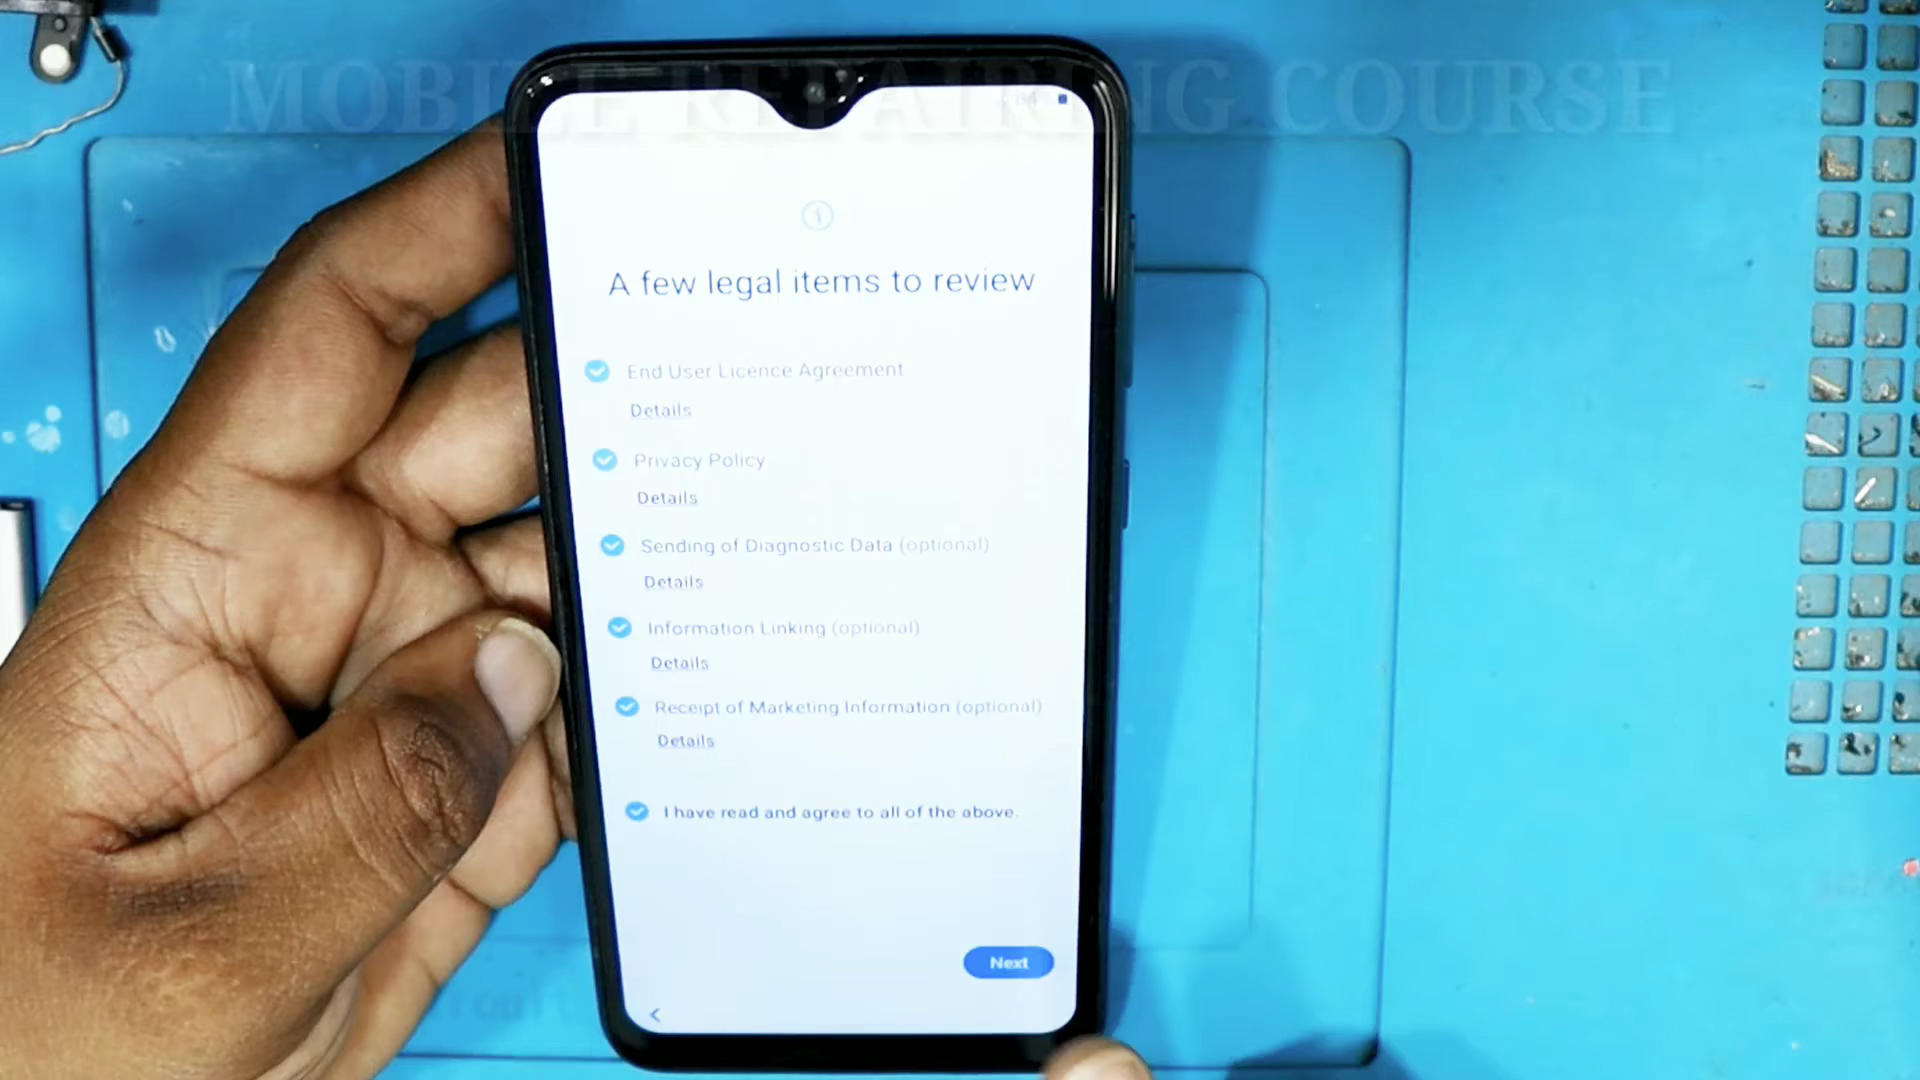 MOBILE REPAIRING COURSE
A few legal items to review
End User Licence Agreement
Details
Privacy Policy
Details
Sending of Diagnostic Data (optional)
Details
Information Linking (optional)
Details
Receipt of Marketing Information (optional)
Details
I have read and agree to all of the above.
Next